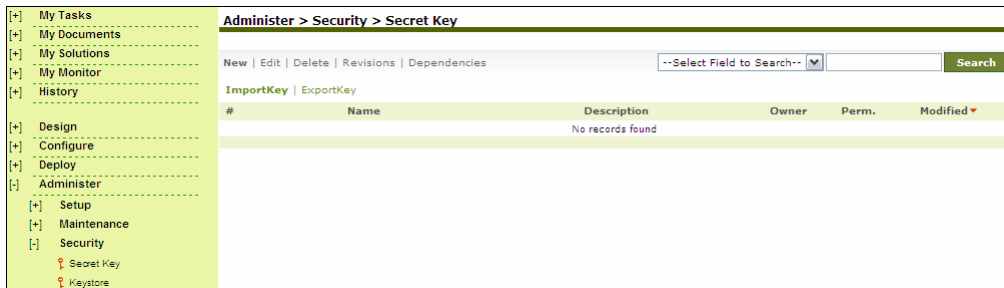 [+] My Tasks
[+] My Documents
[+] My Solutions
[+] My Monitor
[+] History
[+] Design
[+] Configure
[+] Deploy
[-] Administer
[+] Setup
[+] Maintenance
[-] Security
Secret Key
Keystore
Administer > Security > Secret Key
New | Edit | Delete | Revisions | Dependencies --Select Field to Search-- Search
ImportKey | ExportKey
# Name Description Owner Perm. Modified
No records found